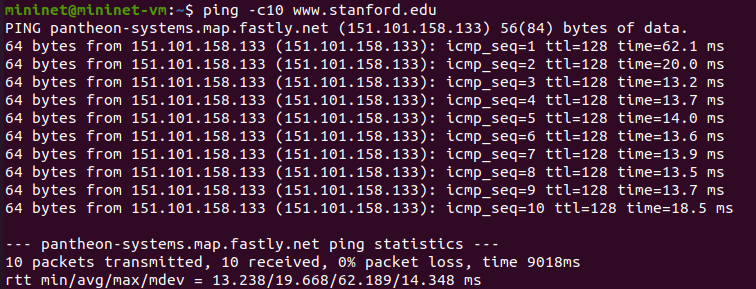 mininet@mininet-vm:~$ ping -c10 www.stanford.edu
PING pantheon-systems.map.fastly.net (151.101.158.133) 56(84) bytes of data.
64 bytes from 151.101.158.133 (151.101.158.133): icmp_seq=1 ttl=128 time=62.1 ms
64 bytes from 151.101.158.133 (151.101.158.133): icmp_seq=2 ttl=128 time=20.0 ms
64 bytes from 151.101.158.133 (151.101.158.133): icmp_seq=3 ttl=128 time=13.2 ms
64 bytes from 151.101.158.133 (151.101.158.133): icmp_seq=4 ttl=128 time=13.7 ms
64 bytes from 151.101.158.133 (151.101.158.133): icmp_seq=5 ttl=128 time=14.0 ms
64 bytes from 151.101.158.133 (151.101.158.133): icmp_seq=6 ttl=128 time=13.6 ms
64 bytes from 151.101.158.133 (151.101.158.133): icmp_seq=7 ttl=128 time=13.9 ms
64 bytes from 151.101.158.133 (151.101.158.133): icmp_seq=8 ttl=128 time=13.5 ms
64 bytes from 151.101.158.133 (151.101.158.133): icmp_seq=9 ttl=128 time=13.7 ms
64 bytes from 151.101.158.133 (151.101.158.133): icmp_seq=10 ttl=128 time=18.5 ms

--- pantheon-systems.map.fastly.net ping statistics ---
10 packets transmitted, 10 received, 0% packet loss, time 9018ms
rtt min/avg/max/mdev = 13.238/19.668/62.189/14.348 ms